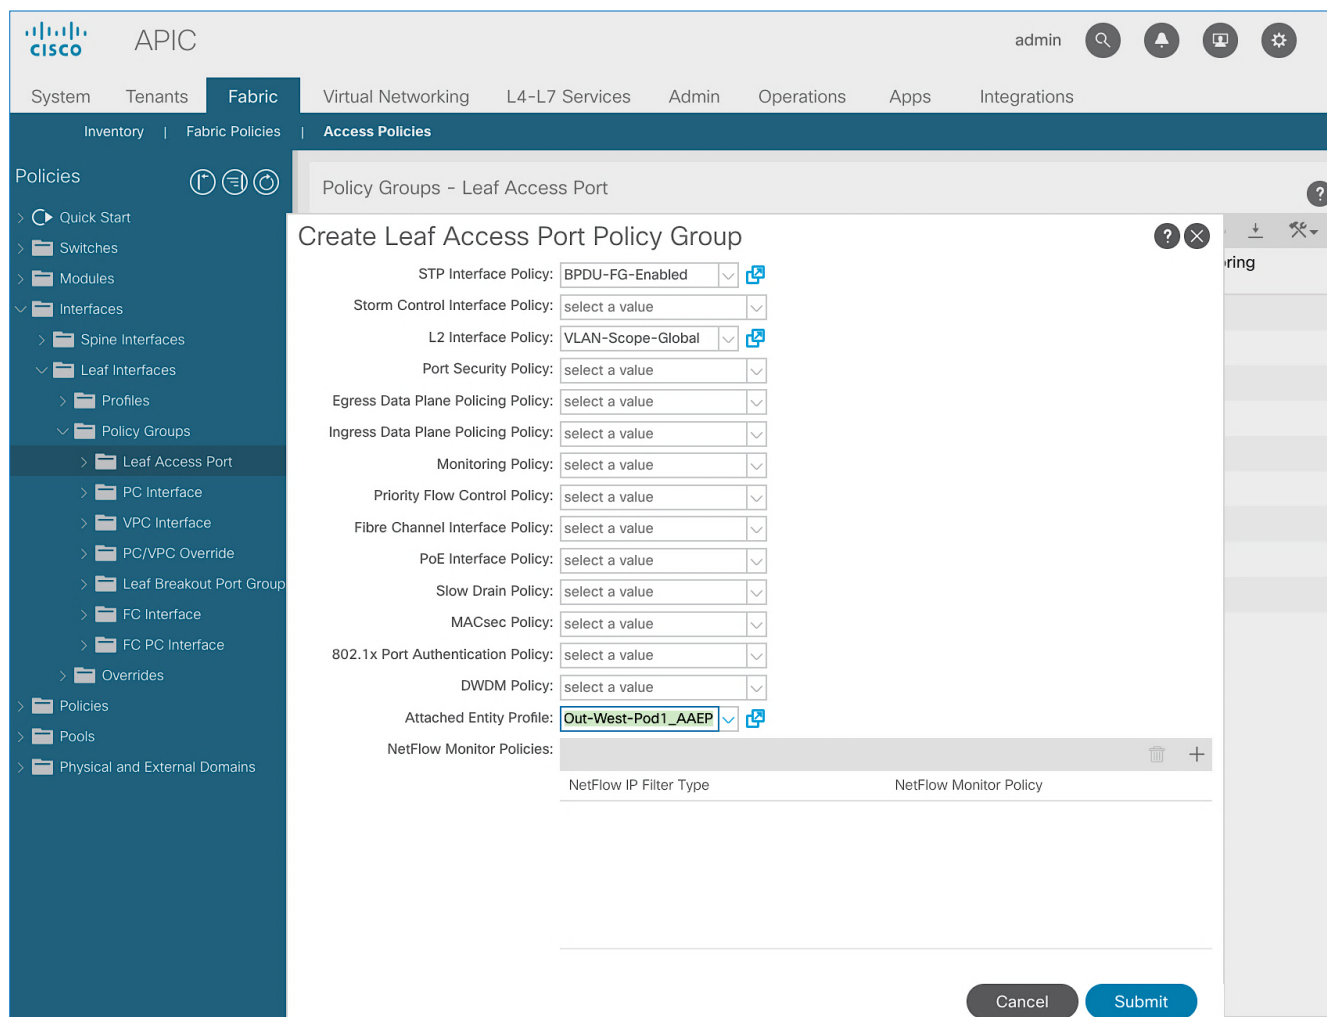 CISCO APIC admin
System Tenants Fabric Virtual Networking L4-L7 Services Admin Operations Apps Integrations
Inventory | Fabric Policies | Access Policies
Policies
Quick Start
Switches
Modules
Interfaces
Spine Interfaces
Leaf Interfaces
Profiles
Policy Groups
Leaf Access Port
PC Interface
VPC Interface
PC/VPC Override
Leaf Breakout Port Group
FC Interface
FC PC Interface
Overrides
Policies
Pools
Physical and External Domains
Policy Groups - Leaf Access Port
?
ring
Create Leaf Access Port Policy Group ?
STP Interface Policy: BPDU-FG-Enabled
Storm Control Interface Policy: select a value
L2 Interface Policy: VLAN-Scope-Global
Port Security Policy: select a value
Egress Data Plane Policing Policy: select a value
Ingress Data Plane Policing Policy: select a value
Monitoring Policy: select a value
Priority Flow Control Policy: select a value
Fibre Channel Interface Policy: select a value
PoE Interface Policy: select a value
Slow Drain Policy: select a value
MACsec Policy: select a value
802.1x Port Authentication Policy: select a value
DWDM Policy: select a value
Attached Entity Profile: Out-West-Pod1_AAEP
NetFlow Monitor Policies:
NetFlow IP Filter Type NetFlow Monitor Policy
Cancel Submit